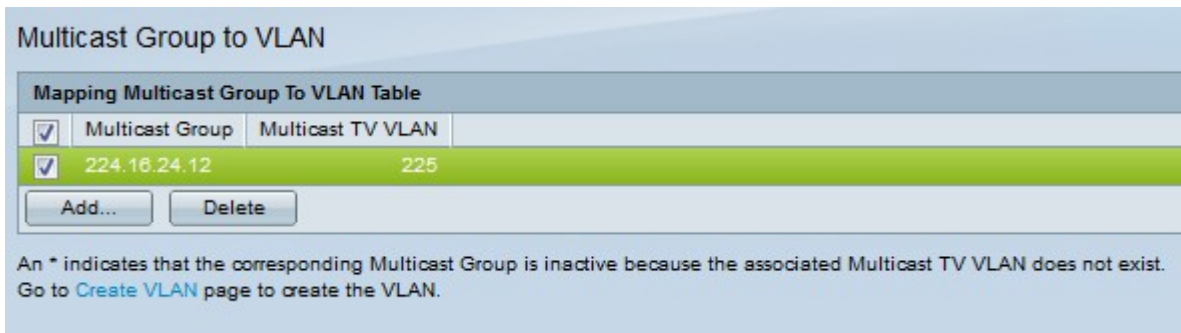 Multicast Group to VLAN
Mapping Multicast Group To VLAN Table
Multicast Group Multicast TV VLAN
224.16.24.12 225
Add... Delete
An * indicates that the corresponding Multicast Group is inactive because the associated Multicast TV VLAN does not exist.
Go to Create VLAN page to create the VLAN.